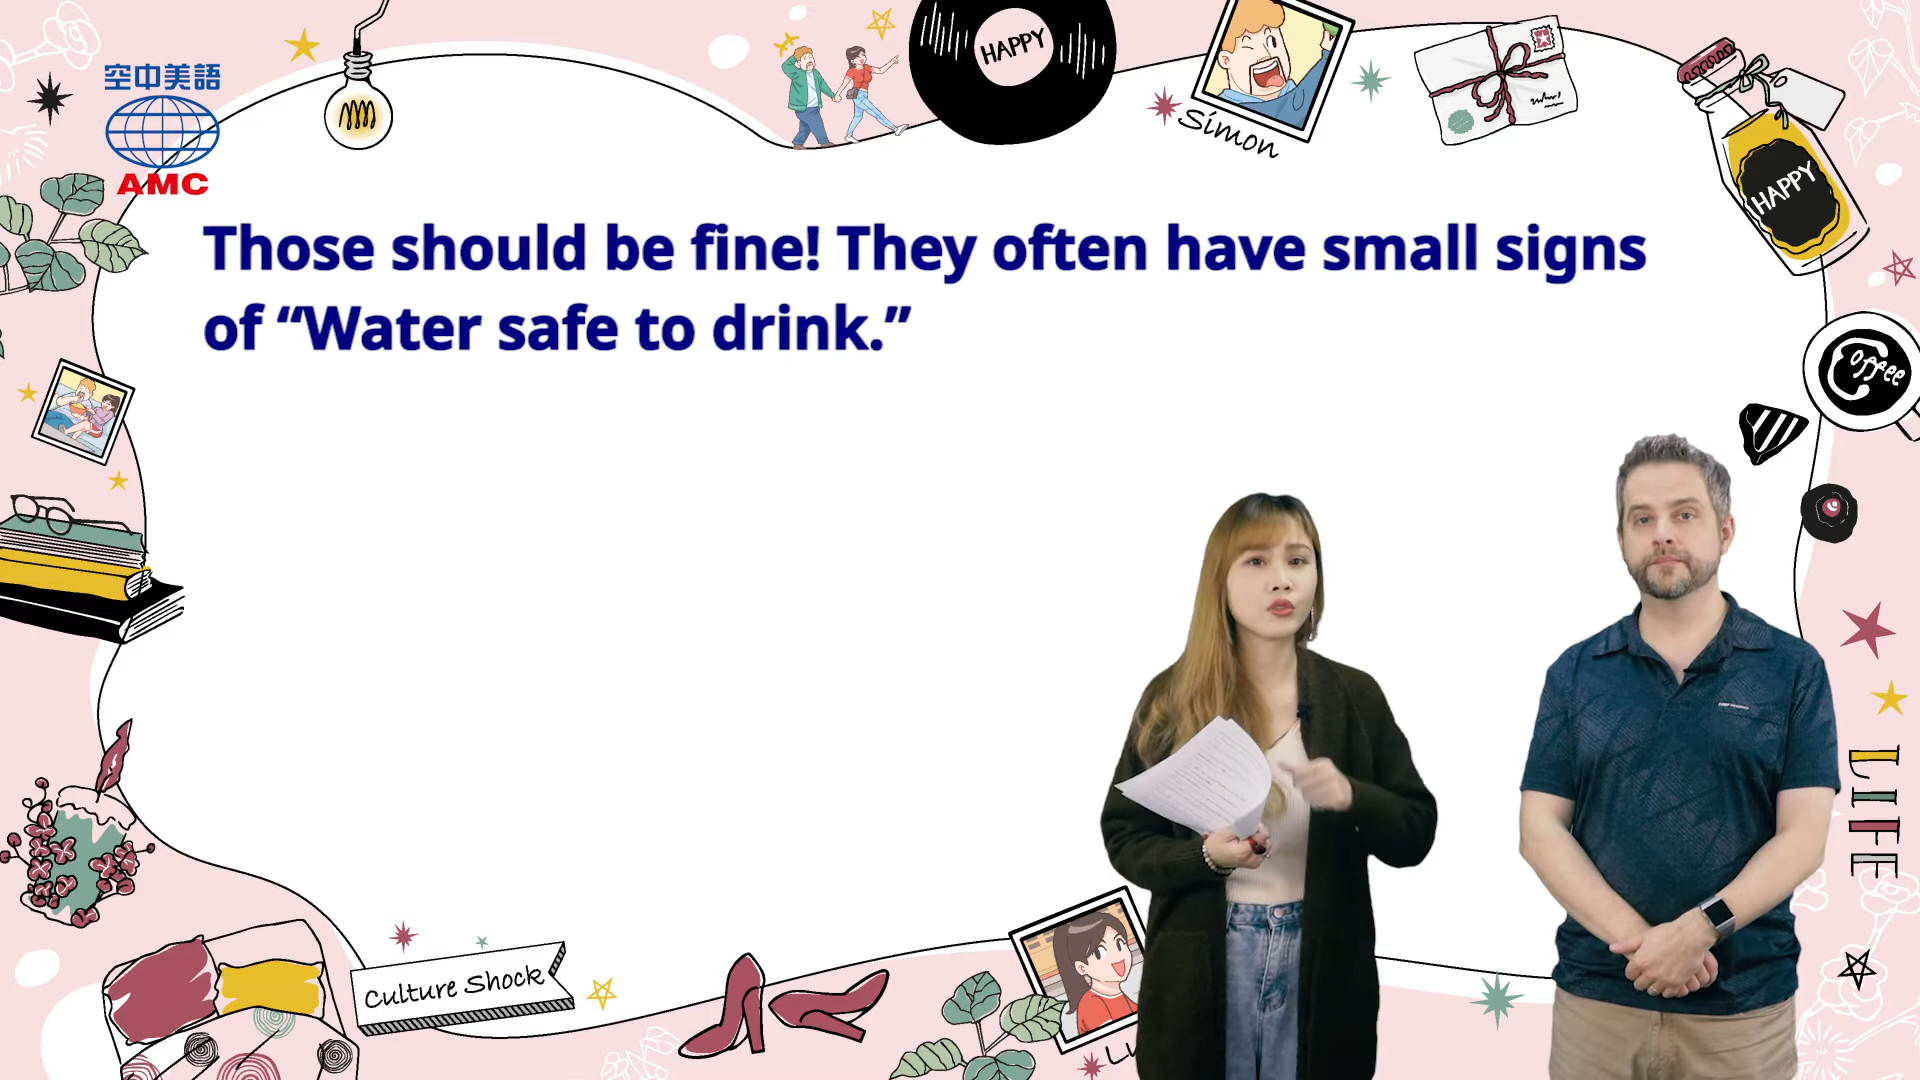 HAPPY
空中美語
AMC
Simon
HAPPY
Those should be fine! They often have small signs
of “Water safe to drink.”
Coffee
LIFE
Culture Shock